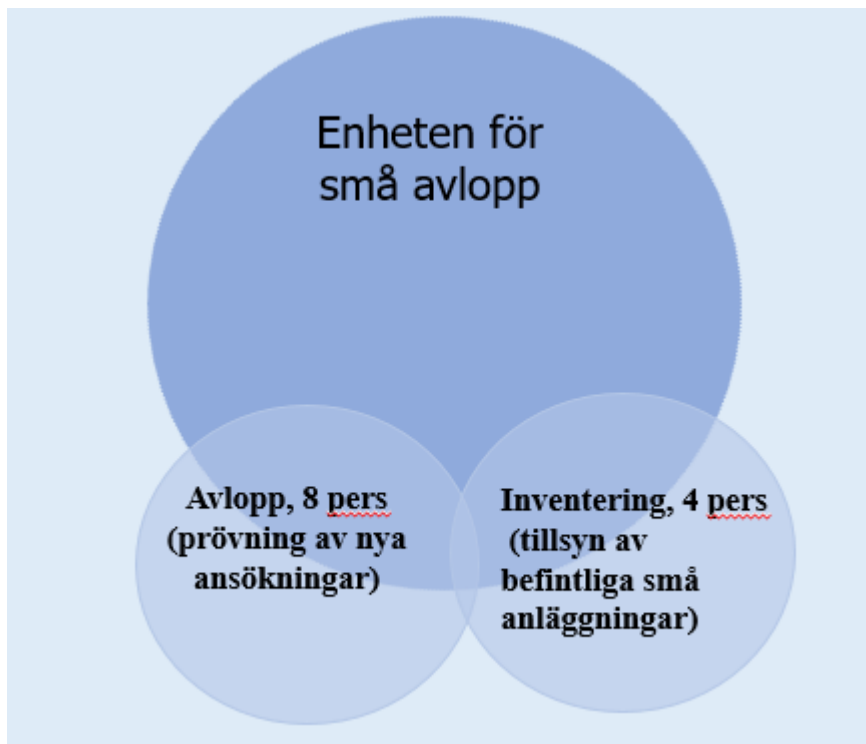 Enheten för
små avlopp
Avlopp, 8 pers
(prövning av nya
ansökningar)
Inventering, 4 pers
(tillsyn av
befintliga små
anläggningar)